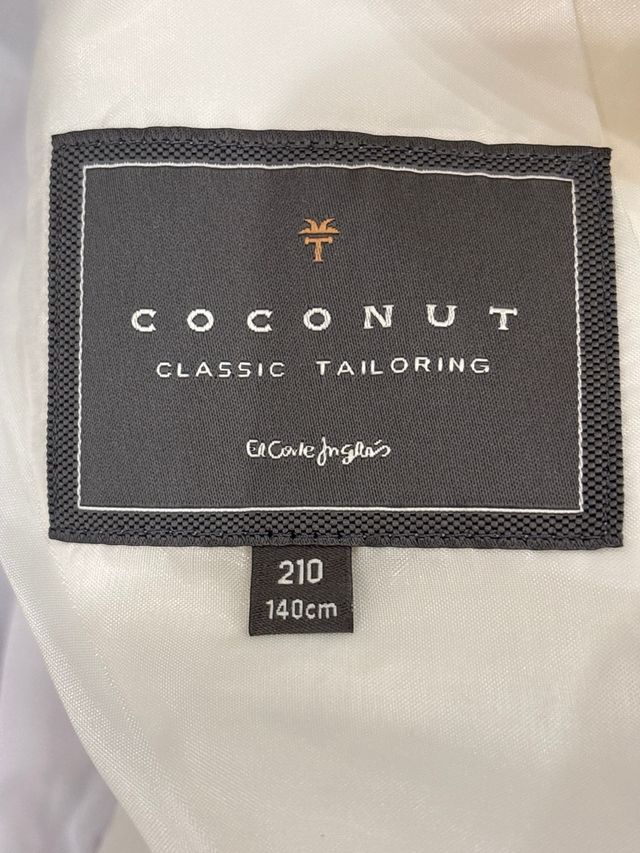 COCONUT
CLASSIC TAILORING
El Corte Inglés
210
140cm